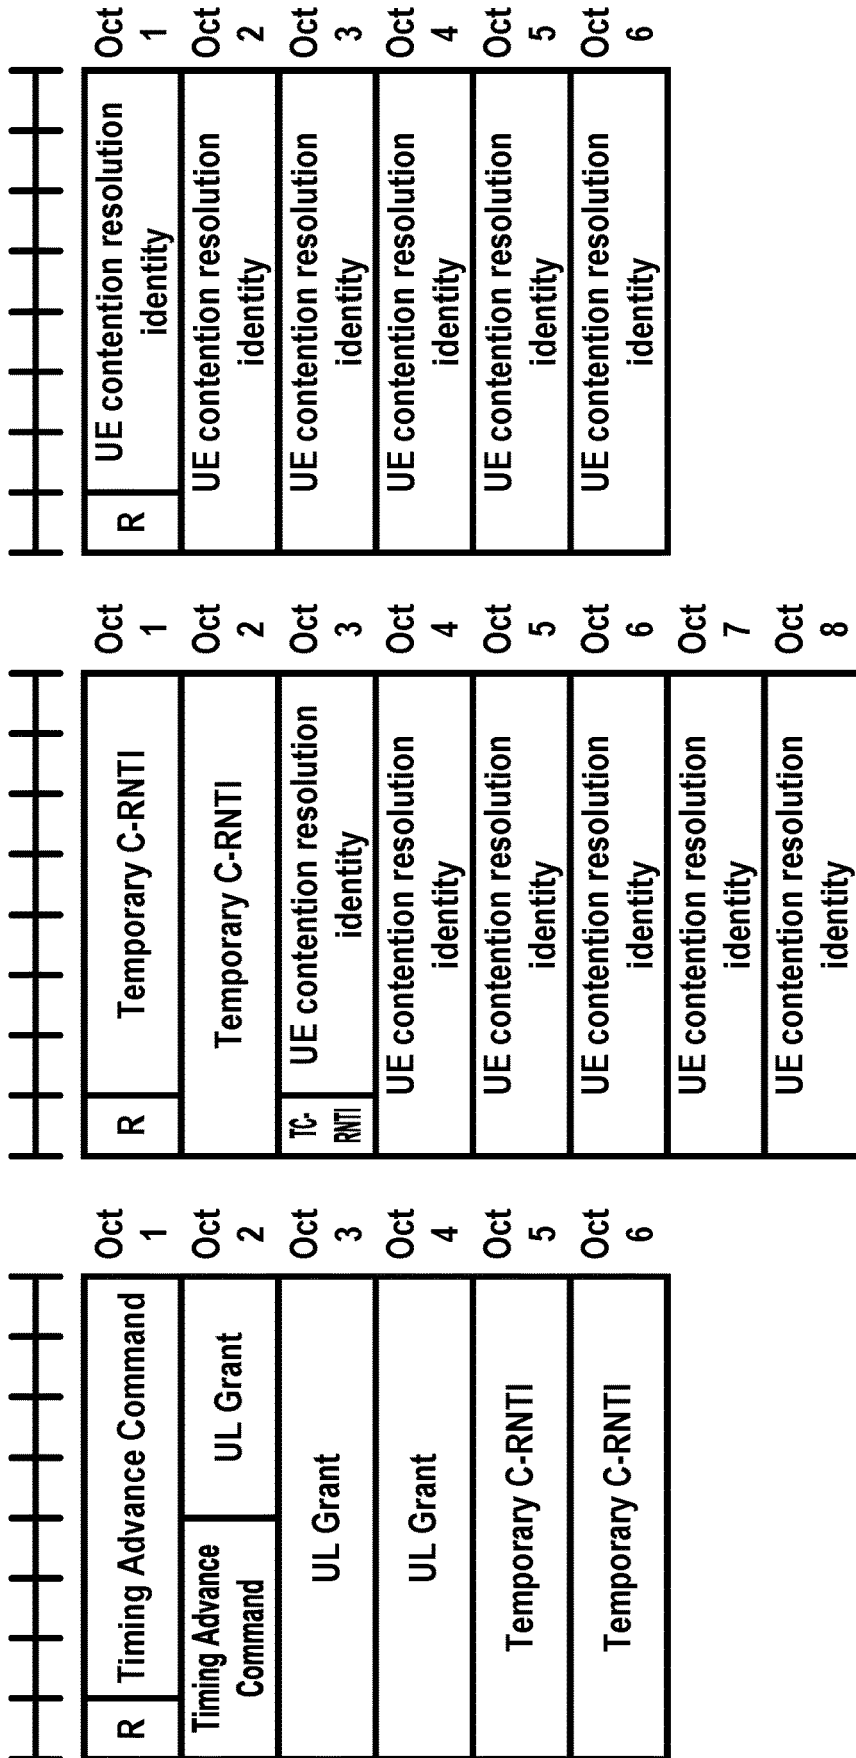 R
Timing Advance Command
Oct
1
Timing Advance
Command
UL Grant
Oct
2
UL Grant
Oct
3
UL Grant
Oct
4
Temporary C-RNTI
Oct
5
Temporary C-RNTI
Oct
6
R
Temporary C-RNTI
Oct
1
Temporary C-RNTI
Oct
2
TC-
RNTI
UE contention resolution
identity
Oct
3
UE contention resolution
identity
Oct
4
UE contention resolution
identity
Oct
5
UE contention resolution
identity
Oct
6
UE contention resolution
identity
Oct
7
UE contention resolution
identity
Oct
8
R
UE contention resolution
identity
Oct
1
UE contention resolution
identity
Oct
2
UE contention resolution
identity
Oct
3
UE contention resolution
identity
Oct
4
UE contention resolution
identity
Oct
5
UE contention resolution
identity
Oct
6